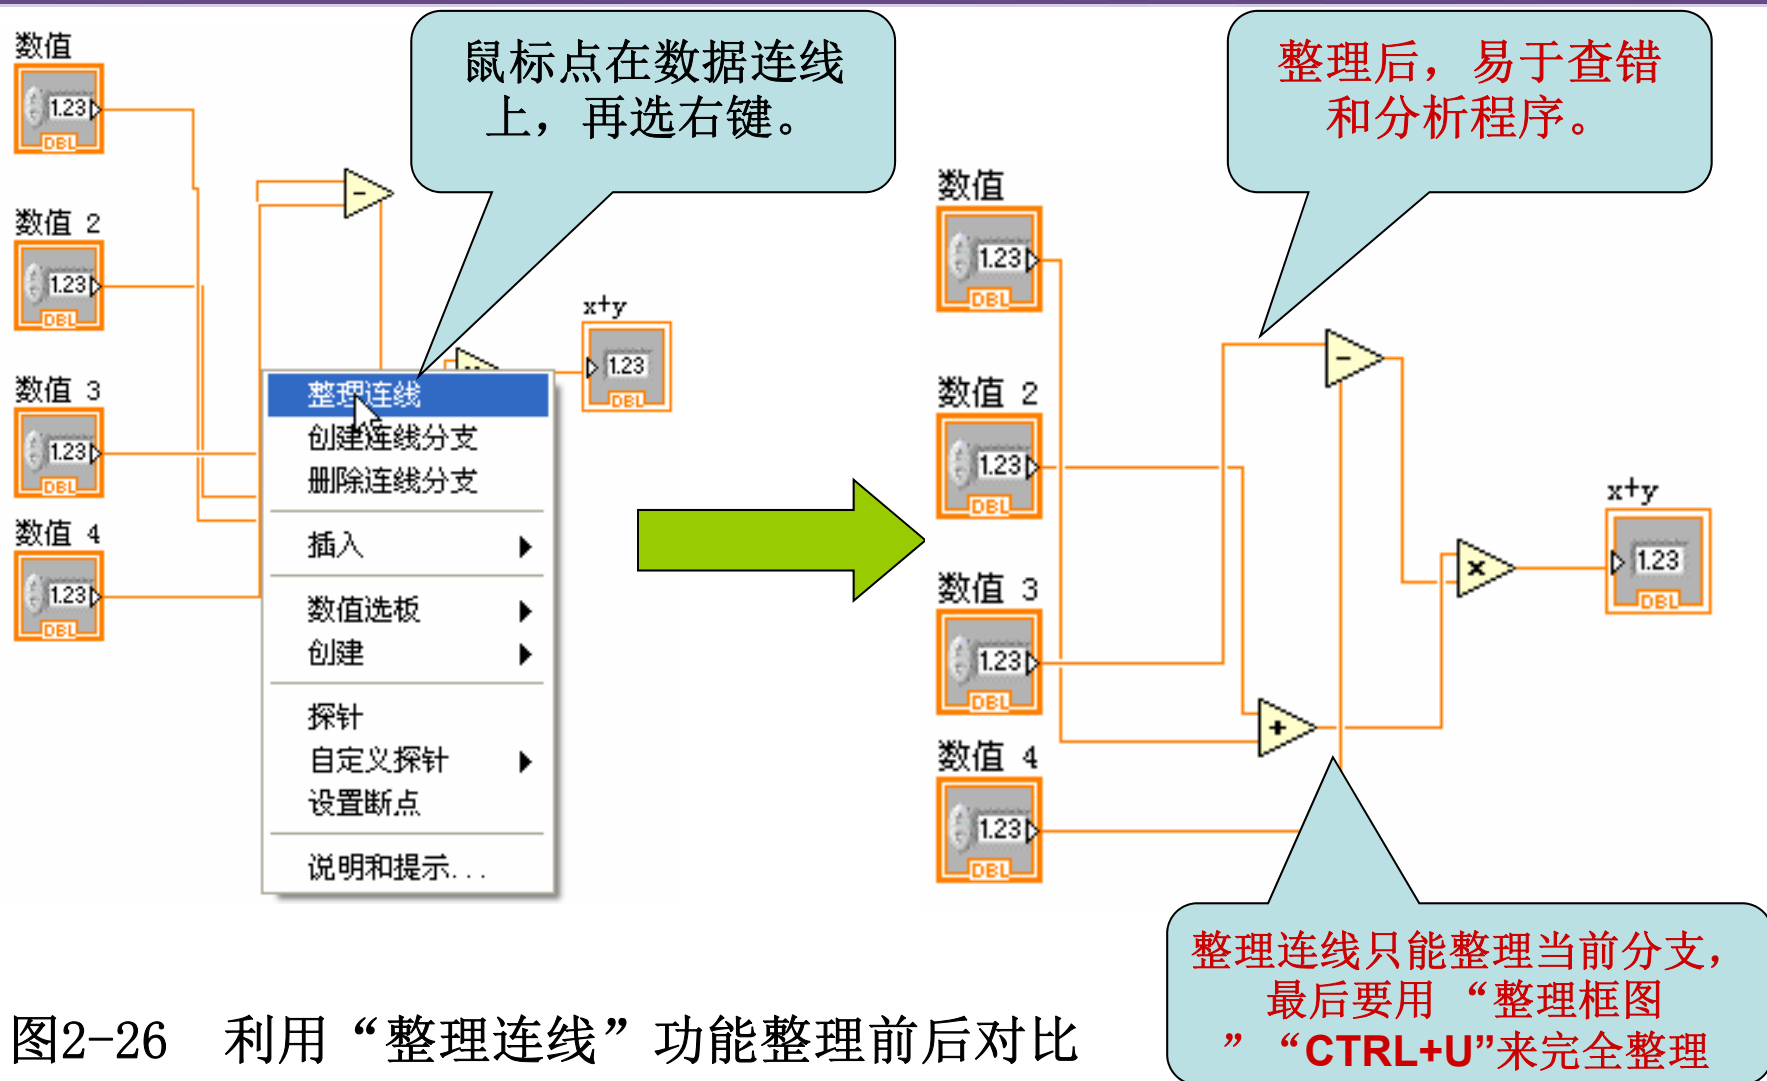 数值
1.23
DBL
数值 2
1.23
DBL
数值 3
1.23
DBL
数值 4
1.23
DBL
-
x+y
1.23
DBL
鼠标点在数据连线
上，再选右键。
整理连线
创建连线分支
删除连线分支
插入
数值选板
创建
探针
自定义探针
设置断点
说明和提示...
整理后，易于查错
和分析程序。
数值
1.23
DBL
数值 2
1.23
DBL
数值 3
1.23
DBL
数值 4
1.23
DBL
-
+
x
x+y
1.23
DBL
整理连线只能整理当前分支，
最后要用 “整理框图
” “CTRL+U”来完全整理
图2-26 利用“整理连线”功能整理前后对比